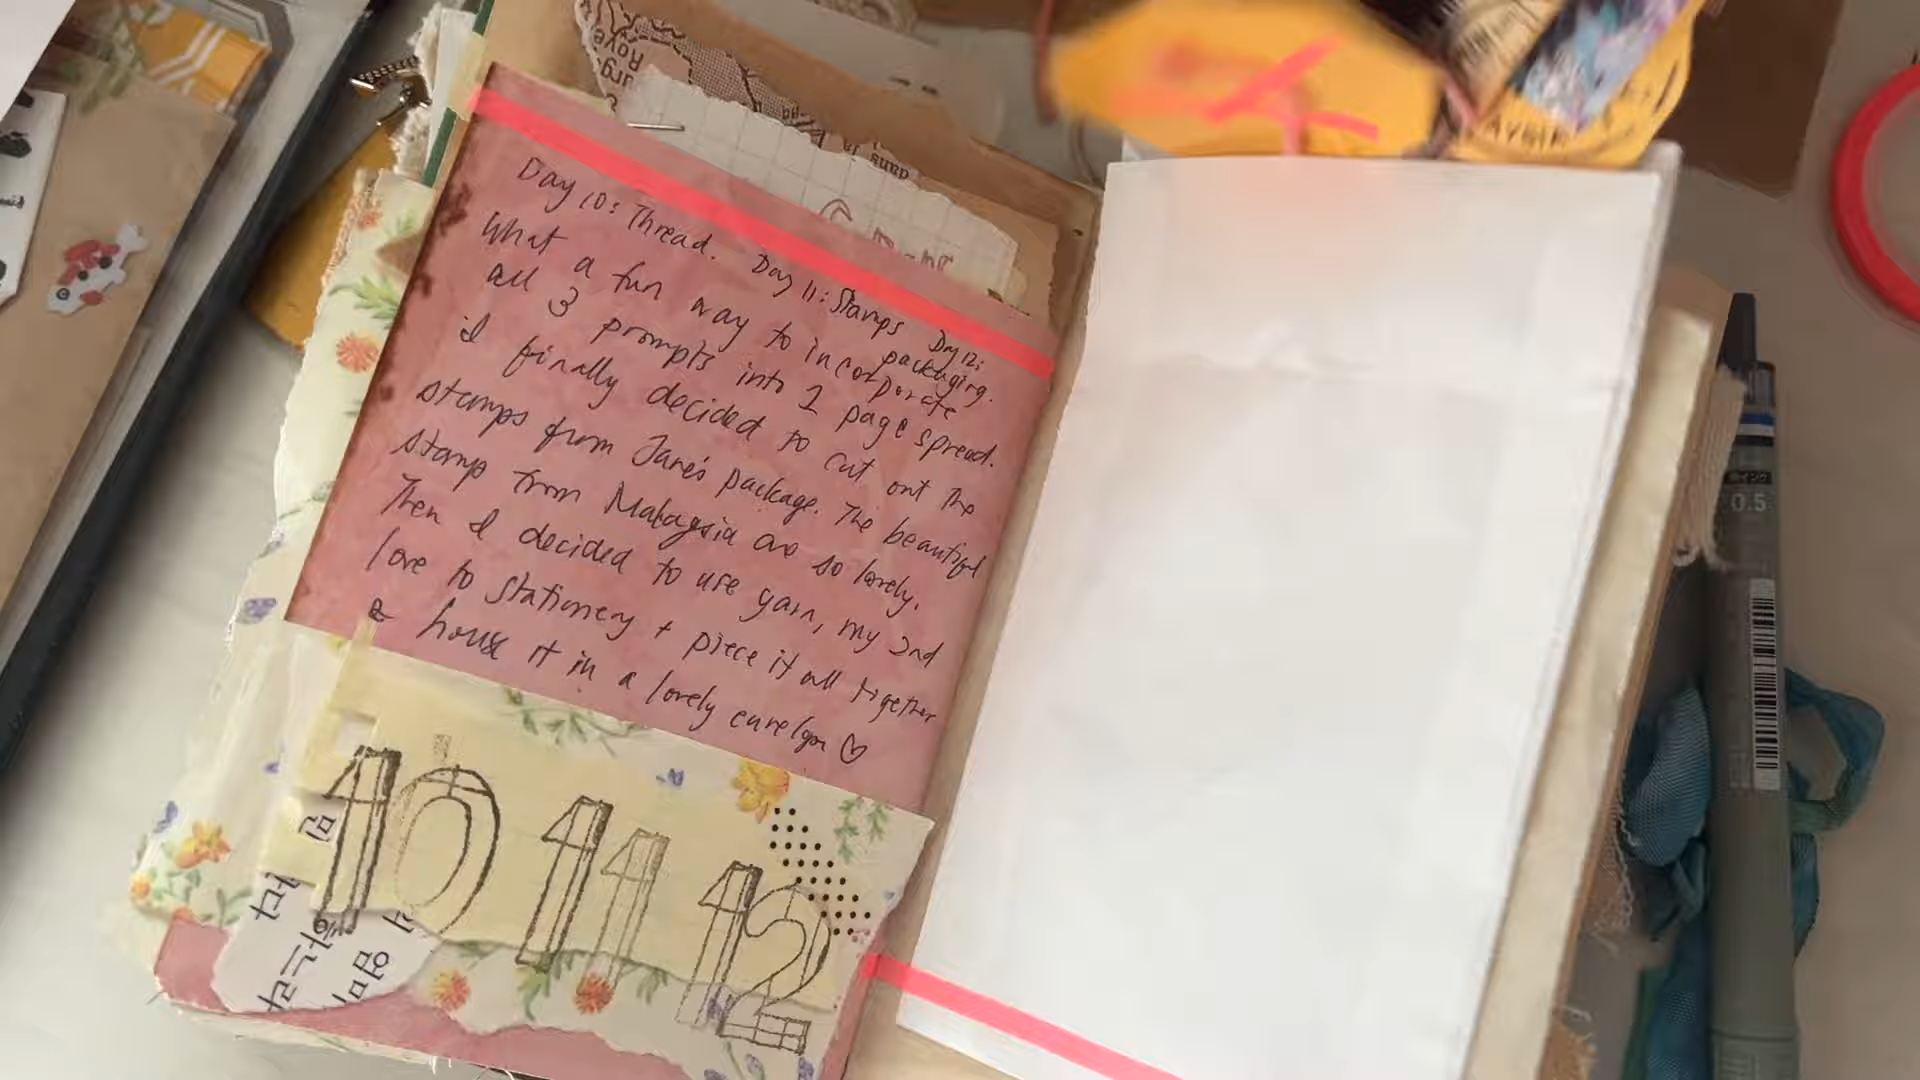 Day 10: Thread. Day 11: Stamps Day 12: packaging.
What a fun way to incorporate
all 3 prompts into 1 page spread.
I finally decided to cut out the
stamps from Jane's package. The beautiful
stamp from Malaysia are so lovely.
Then I decided to use yarn, my 2nd
love to stationery + piece it all together
& house it in a lovely envelope
10 11 12
0.5